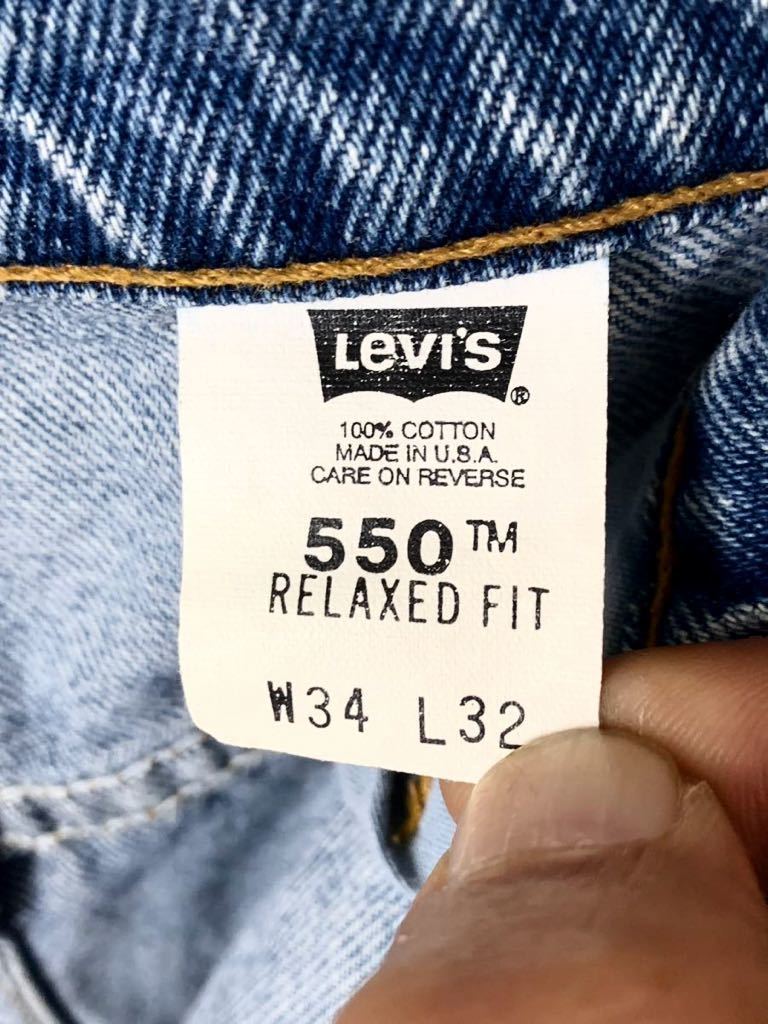 Levi's ®
100% COTTON
MADE IN U.S.A.
CARE ON REVERSE
550™
RELAXED FIT
W34 L32